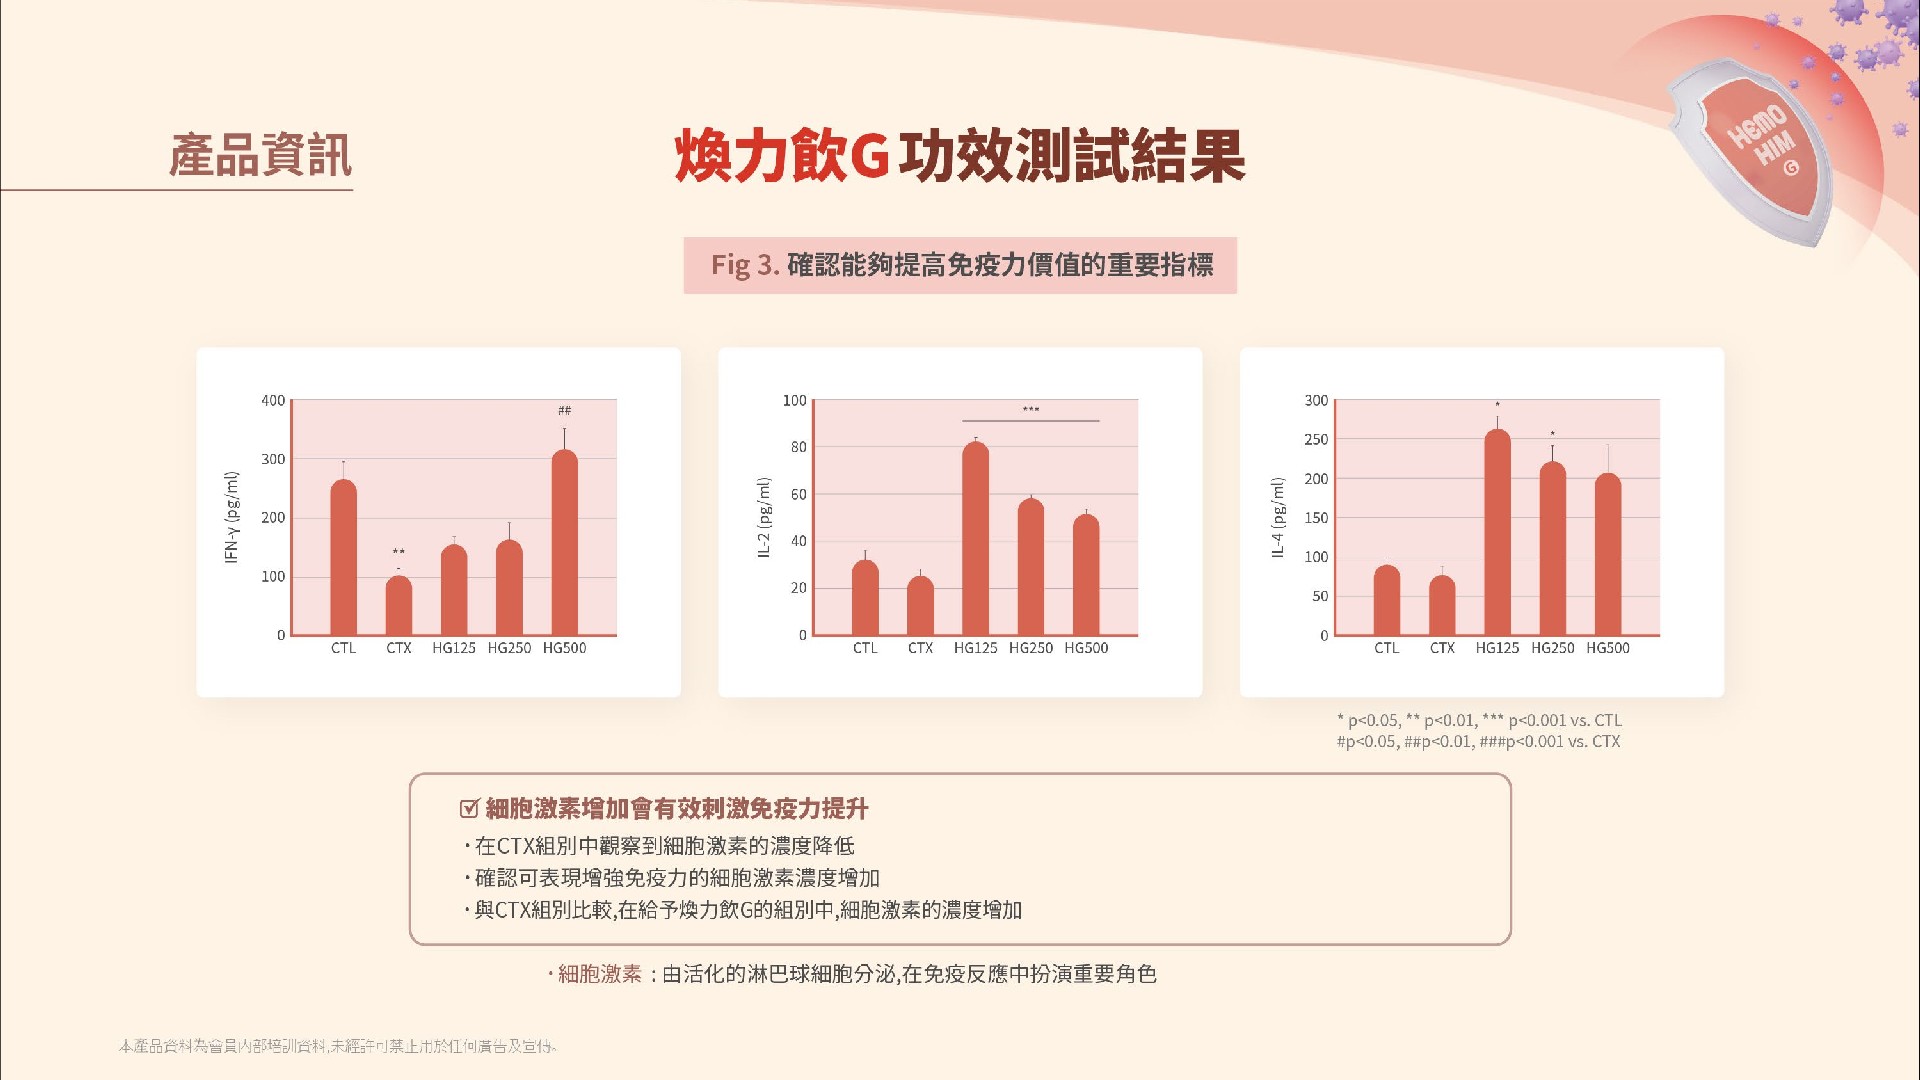 產品資訊
煥力飲G功效測試結果
HEMO
HIM
G
Fig 3. 確認能夠提高免疫力價值的重要指標
IFN-γ (pg/ml)
400
300
200
100
0
**
##
CTL CTX HG125 HG250 HG500
IL-2 (pg/ml)
100
80
60
40
20
0
***
CTL CTX HG125 HG250 HG500
IL-4 (pg/ml)
300
250
200
150
100
50
0
*
*
CTL CTX HG125 HG250 HG500
* p<0.05, ** p<0.01, *** p<0.001 vs. CTL
#p<0.05, ##p<0.01, ###p<0.001 vs. CTX
細胞激素增加會有效刺激免疫力提升
·在CTX組別中觀察到細胞激素的濃度降低
·確認可表現增強免疫力的細胞激素濃度增加
·與CTX組別比較,在給予煥力飲G的組別中,細胞激素的濃度增加
·細胞激素 : 由活化的淋巴球細胞分泌,在免疫反應中扮演重要角色
本產品資料為會員內部培訓資料,未經許可禁止用於任何廣告及宣傳。